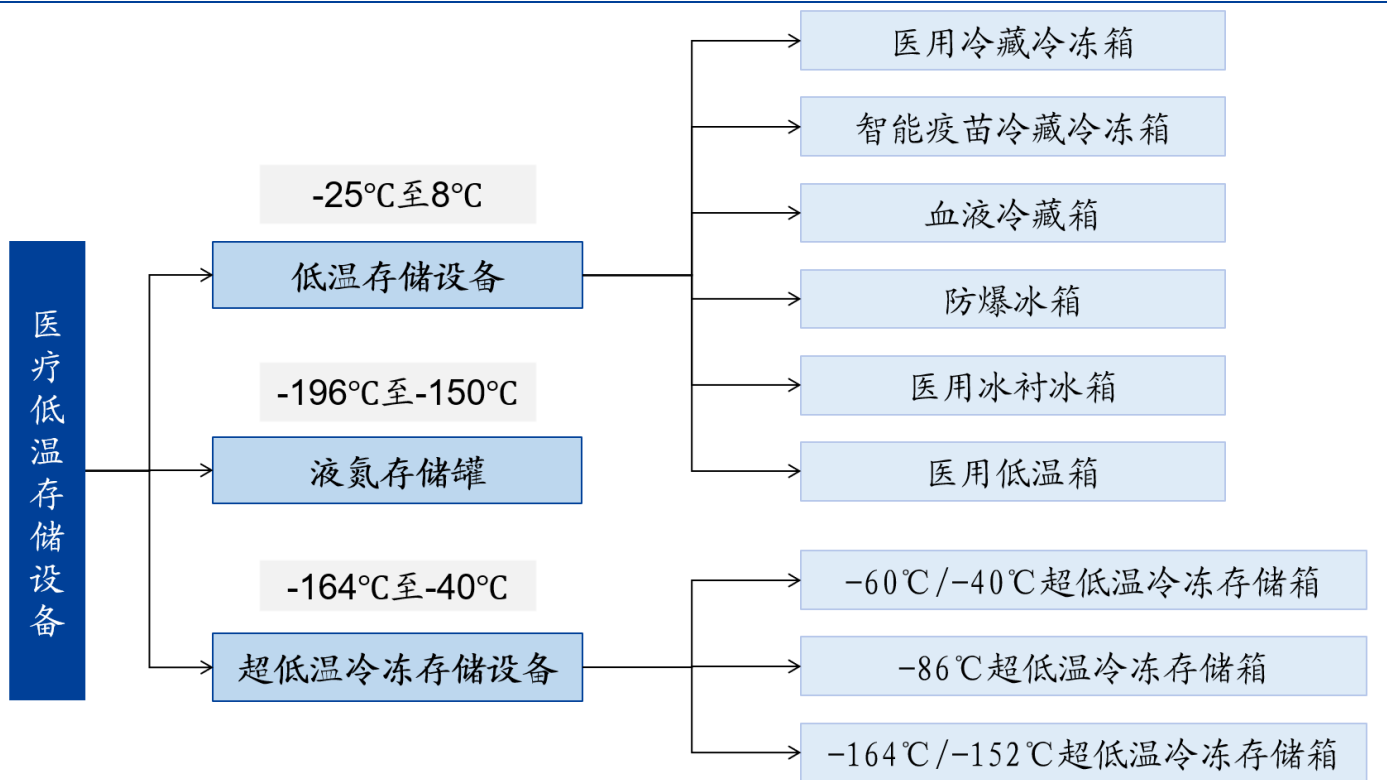 医疗低温存储设备
-25℃至8℃
低温存储设备
医用冷藏冷冻箱
智能疫苗冷藏冷冻箱
血液冷藏箱
防爆冰箱
医用冰衬冰箱
医用低温箱
-196℃至-150℃
液氮存储罐
-164℃至-40℃
超低温冷冻存储设备
-60℃/-40℃超低温冷冻存储箱
-86℃超低温冷冻存储箱
-164℃/-152℃超低温冷冻存储箱